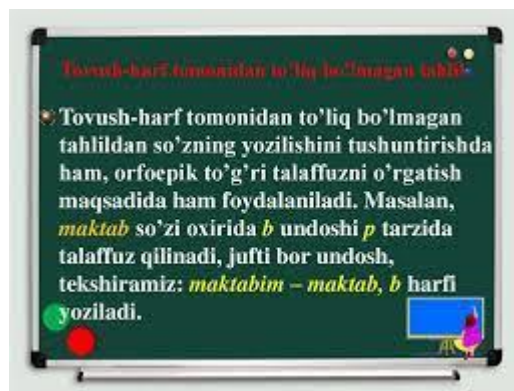 Tovush-harf tomonidan to'liq bo'lmagan tahlil
Tovush-harf tomonidan to'liq bo'lmagan
tahlildan so'zning yozilishini tushuntirishda
ham, orfoepik to'g'ri talaffuzni o'rgatish
maqsadida ham foydalaniladi. Masalan,
maktab so'zi oxirida b undoshi p tarzida
talaffuz qilinadi, jufti bor undosh,
tekshiramiz: maktabim – maktab, b harfi
yoziladi.